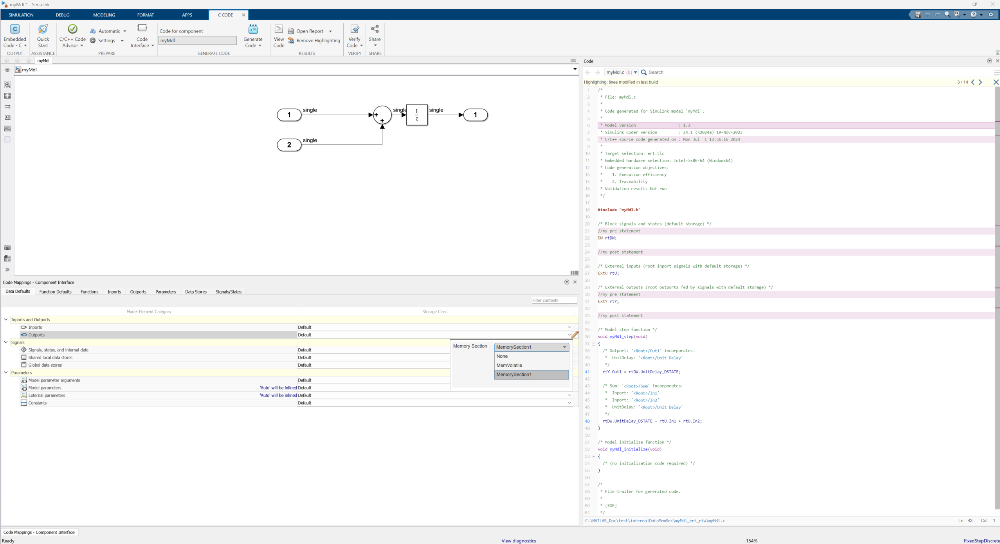 myMdl * - Simulink
SIMULATION DEBUG MODELING FORMAT APPS C CODE
Embedded Code - C
OUTPUT
Quick Start
ASSISTANCE
C/C++ Code Advisor
Automatic
Settings
Code Interface
PREPARE
Code for component
myMdl
Generate Code
GENERATE CODE
View Code
Open Report
Remove Highlighting
RESULTS
Verify Code
VERIFY
Share
SHARE
myMdl
myMdl
1 single + + single 1 z single 1
2 single
Code Mappings - Component Interface
Data Defaults Function Defaults Functions Inports Outports Parameters Data Stores Signals/States
Filter contents
Model Element Category Storage Class ..
Inports and Outports
Inports Default
Outports Default
Signals
Signals, states, and internal data Default
Shared local data stores Default
Global data stores Default
Parameters
Model parameter arguments Default
Model parameters 'Auto' will be inlined Default
External parameters 'Auto' will be inlined Default
Constants Default
Memory Section MemorySection1
None
MemVolatile
MemorySection1
Code
myMdl.c (6) Search
Highlighting: lines modified in last build 3 / 14
1 /*
2 * File: myMdl.c
3 *
4 * Code generated for Simulink model 'myMdl'.
5 *
6 * Model version : 1.3
7 * Simulink Coder version : 24.1 (R2024a) 19-Nov-2023
8 * C/C++ source code generated on : Mon Jul 1 13:56:16 2024
9 *
10 * Target selection: ert.tlc
11 * Embedded hardware selection: Intel->x86-64 (Windows64)
12 * Code generation objectives:
13 * 1. Execution efficiency
14 * 2. Traceability
15 * Validation result: Not run
16 */
17
18 #include "myMdl.h"
19
20 /* Block signals and states (default storage) */
21 //my pre statement
22 DW rtDW;
23
24 //my post statement
25
26 /* External inputs (root inport signals with default storage) */
27 ExtU rtU;
28
29 /* External outputs (root outports fed by signals with default storage) */
30 //my pre statement
31 ExtY rtY;
32
33 //my post statement
34
35 /* Model step function */
36 void myMdl_step(void)
37 {
38 /* Outport: '<Root>/Out1' incorporates:
39 * UnitDelay: '<Root>/Unit Delay'
40 */
41 rtY.Out1 = rtDW.UnitDelay_DSTATE;
42
43 /* Sum: '<Root>/Sum' incorporates:
44 * Inport: '<Root>/In1'
45 * Inport: '<Root>/In2'
46 * UnitDelay: '<Root>/Unit Delay'
47 */
48 rtDW.UnitDelay_DSTATE = rtU.In1 + rtU.In2;
49 }
50
51 /* Model initialize function */
52 void myMdl_initialize(void)
53 {
54 /* (no initialization code required) */
55 }
56
57 /*
58 * File trailer for generated code.
59 *
60 * [EOF]
61 */
C:\MATLAB_Doc\test\internalDataMemSec\myMdl_ert_rtw\myMdl.c Ln 43 Col 1
Code Mappings - Component Interface
Ready View diagnostics 154% FixedStepDiscrete